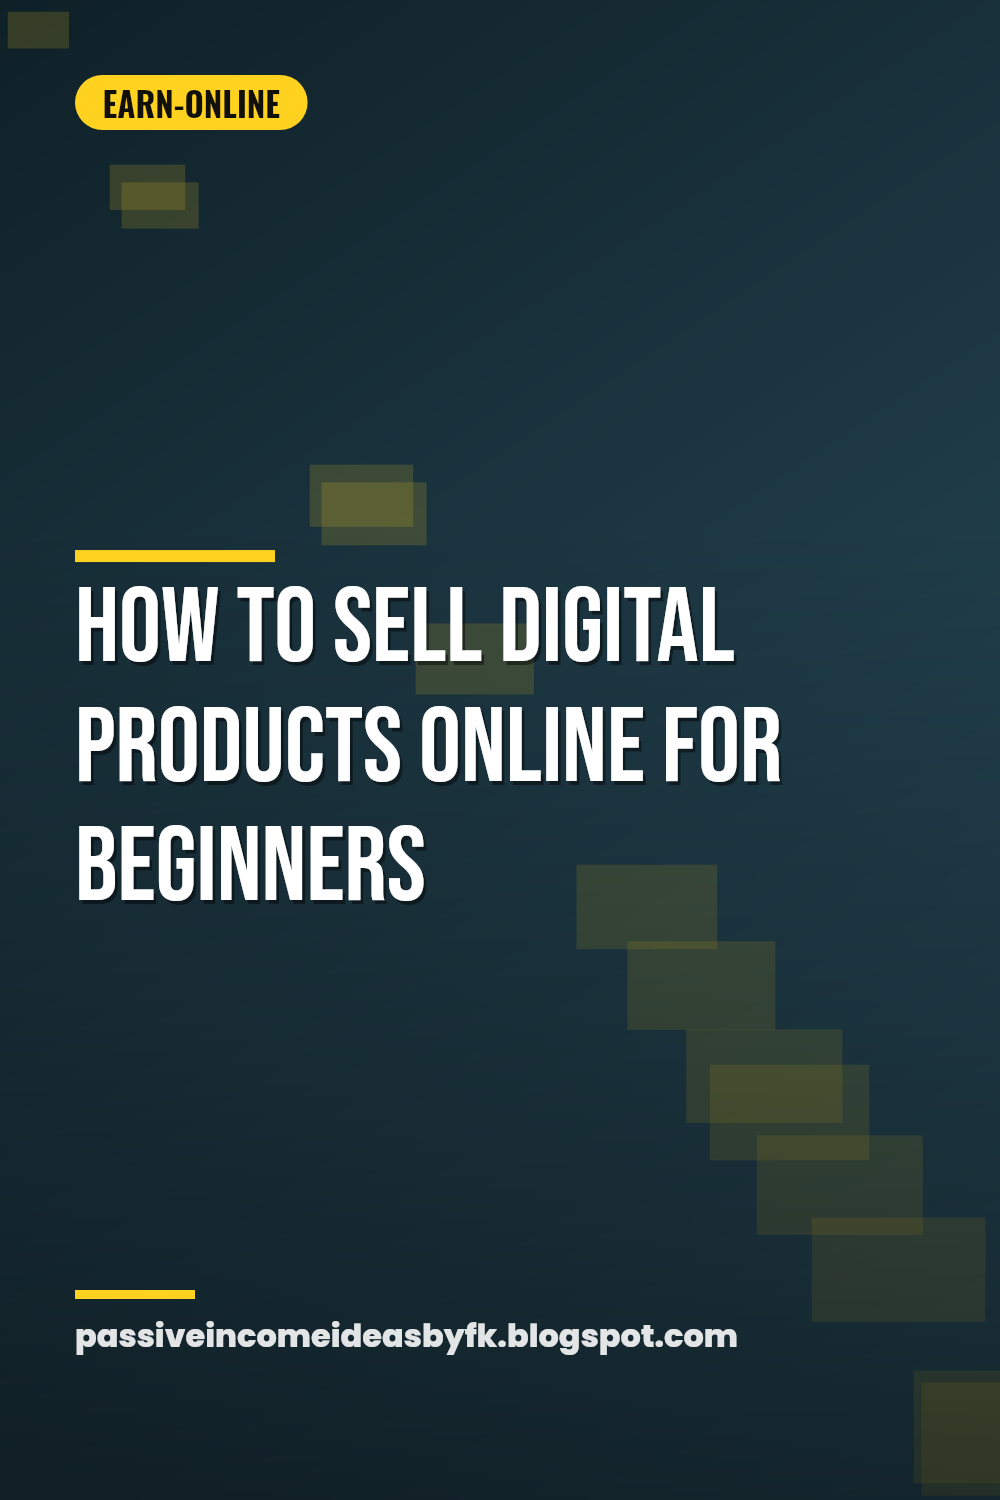 EARN-ONLINE
HOW TO SELL DIGITAL
PRODUCTS ONLINE FOR
BEGINNERS
passiveincomeideasbyfk.blogspot.com